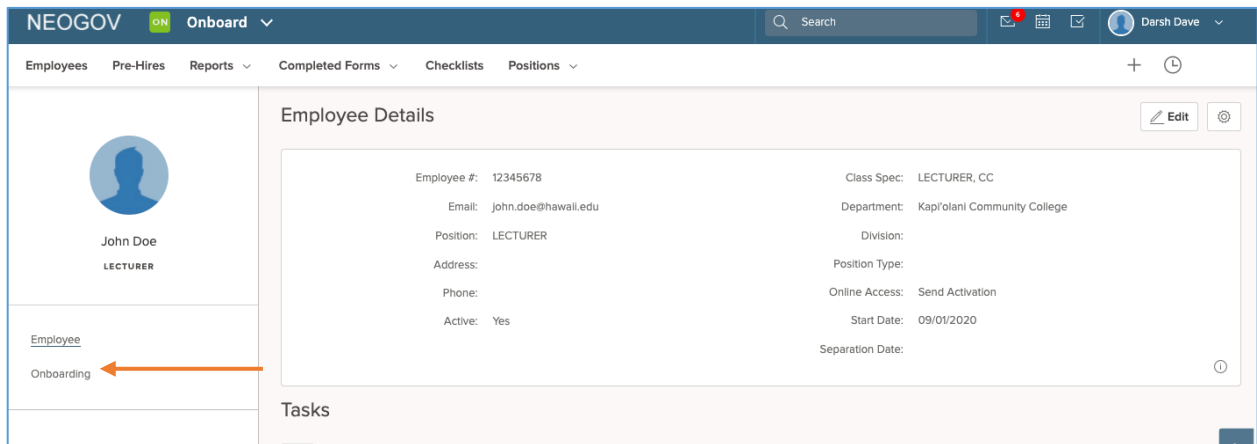 NEOGOV ON Onboard Search 6 Darsh Dave
Employees Pre-Hires Reports Completed Forms Checklists Positions
John Doe
LECTURER
Employee
Onboarding
Employee Details
Edit
Employee #: 12345678
Email: john.doe@hawaii.edu
Position: LECTURER
Address:
Phone:
Active: Yes
Class Spec: LECTURER, CC
Department: Kapi'olani Community College
Division:
Position Type:
Online Access: Send Activation
Start Date: 09/01/2020
Separation Date:
Tasks